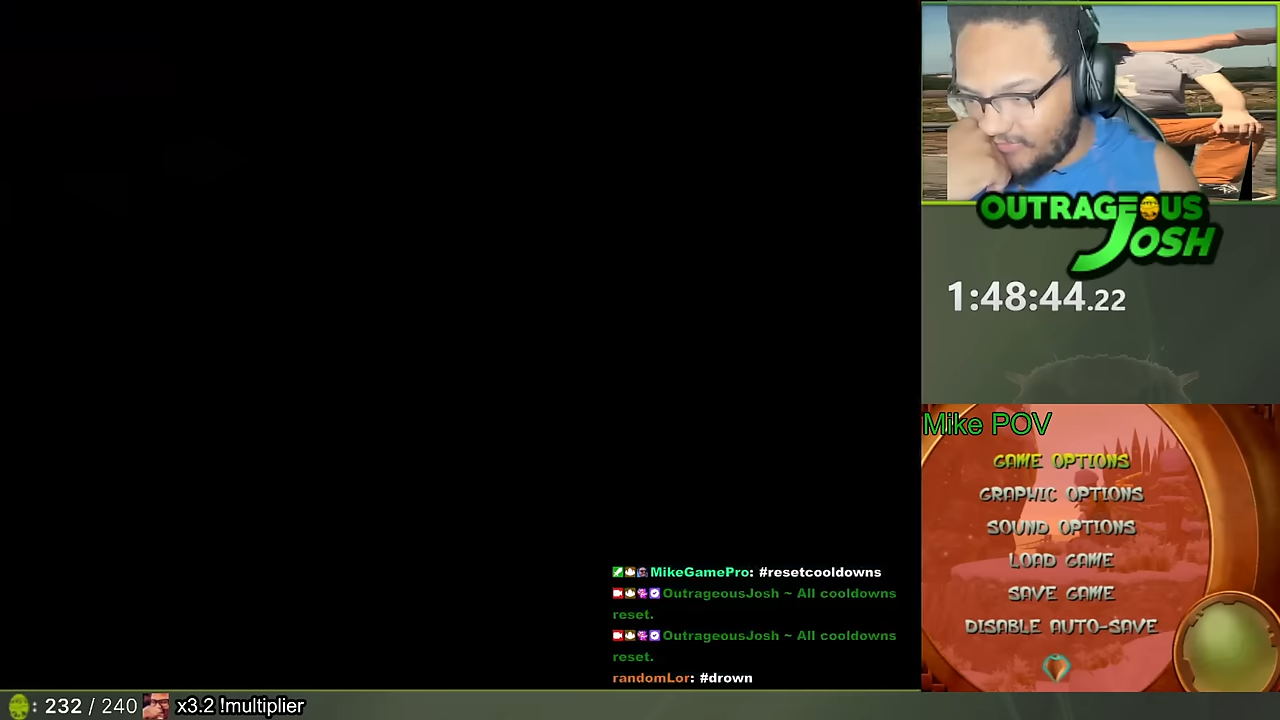 OUTRAGEOUS
JOSH
1:48:44.22
Mike POV
GAME OPTIONS
GRAPHIC OPTIONS
SOUND OPTIONS
LOAD GAME
SAVE GAME
DISABLE AUTO-SAVE
MikeGamePro: #resetcooldowns
OutrageousJosh ~ All cooldowns
reset.
OutrageousJosh ~ All cooldowns
reset.
randomLor: #drown
: 232 / 240 x3.2 !multiplier